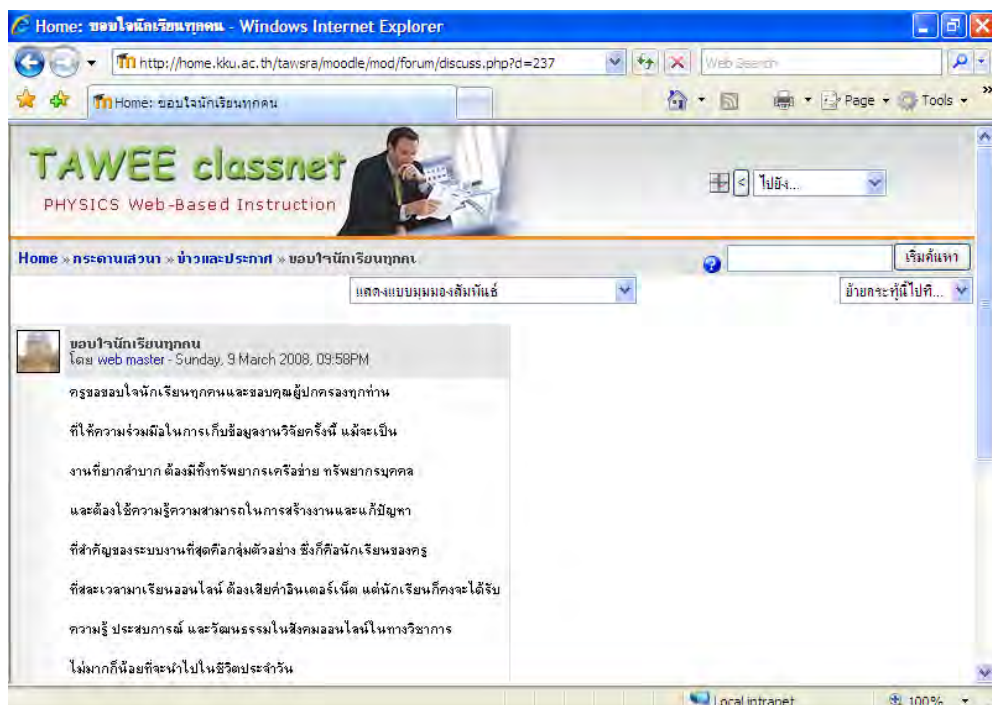 Home: ขอบใจนักเรียนทุกคน - Windows Internet Explorer
http://home.kku.ac.th/tawsra/moodle/mod/forum/discuss.php?d=237
Web Search
Home: ขอบใจนักเรียนทุกคน
Page
Tools
TAWEE classnet
PHYSICS Web-Based Instruction
<
ไปยัง...
Home » กระดานเสวนา » ข่าวและประกาศ » ขอบใจนักเรียนทุกคน
เริ่มค้นหา
แสดงแบบมุมมองสัมพันธ์
ย้ายกระทู้นี้ไปที่...
ขอบใจนักเรียนทุกคน
โดย web master - Sunday, 9 March 2008, 09:58PM
ครูขอขอบใจนักเรียนทุกคนและขอบคุณผู้ปกครองทุกท่าน
ที่ให้ความร่วมมือในการเก็บข้อมูลงานวิจัยครั้งนี้ แม้จะเป็น
งานที่ยากลำบาก ต้องมีทั้งทรัพยากรเครือข่าย ทรัพยากรบุคคล
และต้องใช้ความรู้ความสามารถในการสร้างงานและแก้ปัญหา
ที่สำคัญของระบบงานที่สุดคือกลุ่มตัวอย่าง ซึ่งก็คือนักเรียนของครู
ที่สละเวลามาเรียนออนไลน์ ต้องเสียค่าอินเตอร์เน็ต แต่นักเรียนก็คงจะได้รับ
ความรู้ ประสบการณ์ และวัฒนธรรมในสังคมออนไลน์ในทางวิชาการ
ไม่มากก็น้อยที่จะนำไปในชีวิตประจำวัน
Local intranet
100%